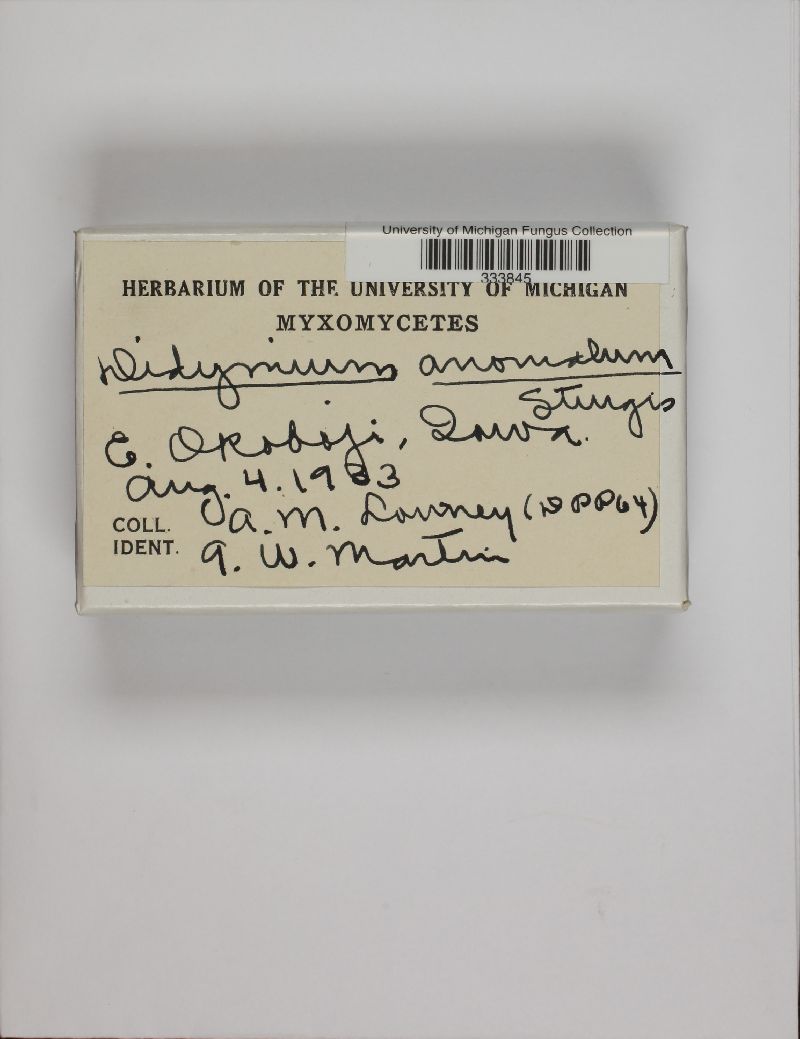 University of Michigan Fungus Collection
333845
HERBARIUM OF THE UNIVERSITY OF MICHIGAN
MYXOMYCETES
Didymium anomalum
Sturgis
E. Okoboji, Iowa.
Aug. 4. 1933
COLL. A. M. Lowney (DPP64)
IDENT. G. W. Martin